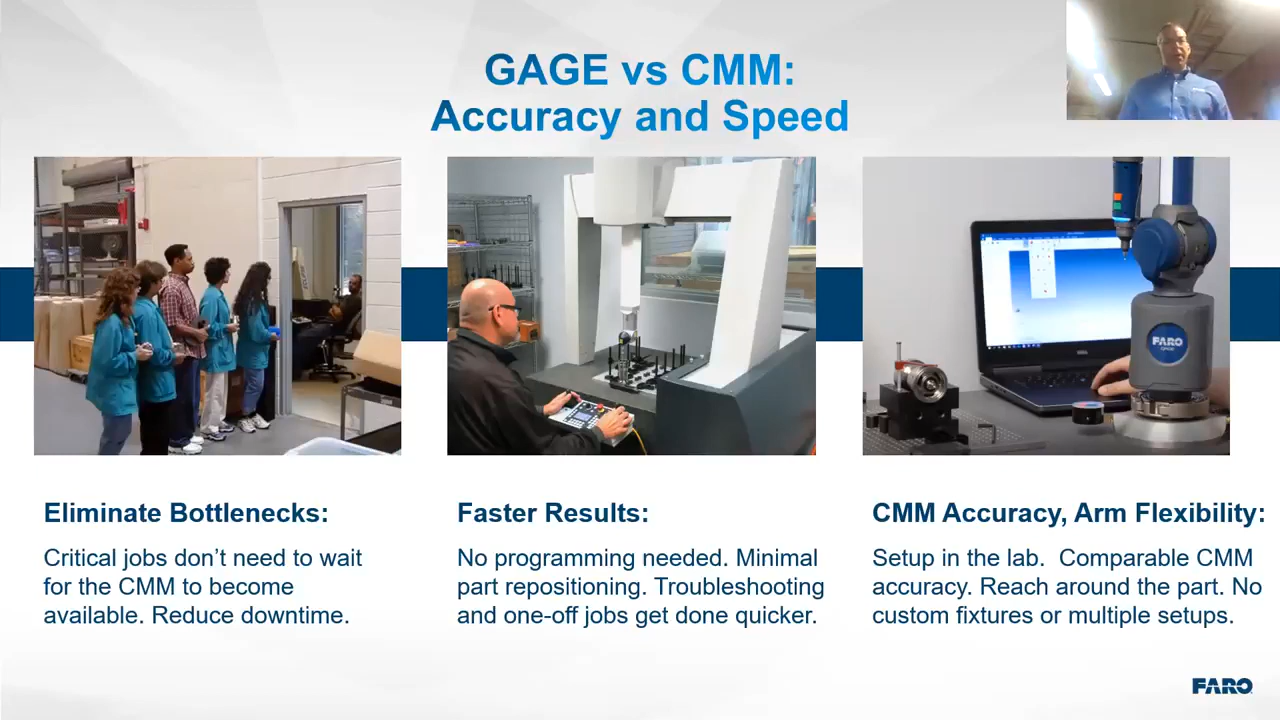 GAGE vs CMM:
Accuracy and Speed
FARO
Eliminate Bottlenecks:
Critical jobs don’t need to wait
for the CMM to become
available. Reduce downtime.
Faster Results:
No programming needed. Minimal
part repositioning. Troubleshooting
and one-off jobs get done quicker.
CMM Accuracy, Arm Flexibility:
Setup in the lab.  Comparable CMM
accuracy. Reach around the part. No
custom fixtures or multiple setups.
FARO